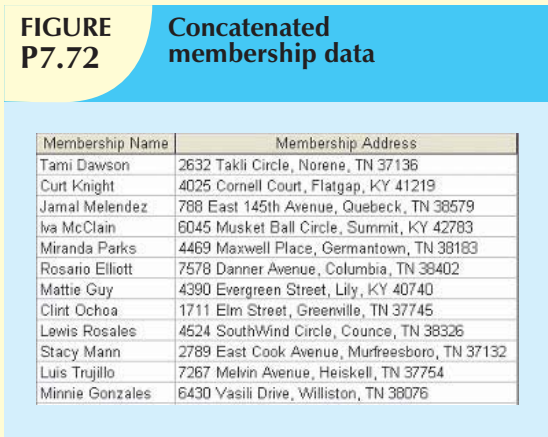 FIGURE
P7.72
Concatenated
membership data
Membership Name Membership Address
Tami Dawson 2632 Takli Circle, Norene, TN 37136
Curt Knight 4025 Cornell Court, Flatgap, KY 41219
Jamal Melendez 788 East 145th Avenue, Quebeck, TN 38579
Iva McClain 6045 Musket Ball Circle, Summit, KY 42783
Miranda Parks 4469 Maxwell Place, Germantown, TN 38183
Rosario Elliott 7578 Danner Avenue, Columbia, TN 38402
Mattie Guy 4390 Evergreen Street, Lily, KY 40740
Clint Ochoa 1711 Elm Street, Greenville, TN 37745
Lewis Rosales 4524 SouthWind Circle, Counce, TN 38326
Stacy Mann 2789 East Cook Avenue, Murfreesboro, TN 37132
Luis Trujillo 7267 Melvin Avenue, Heiskell, TN 37754
Minnie Gonzales 6430 Vasili Drive, Williston, TN 38076